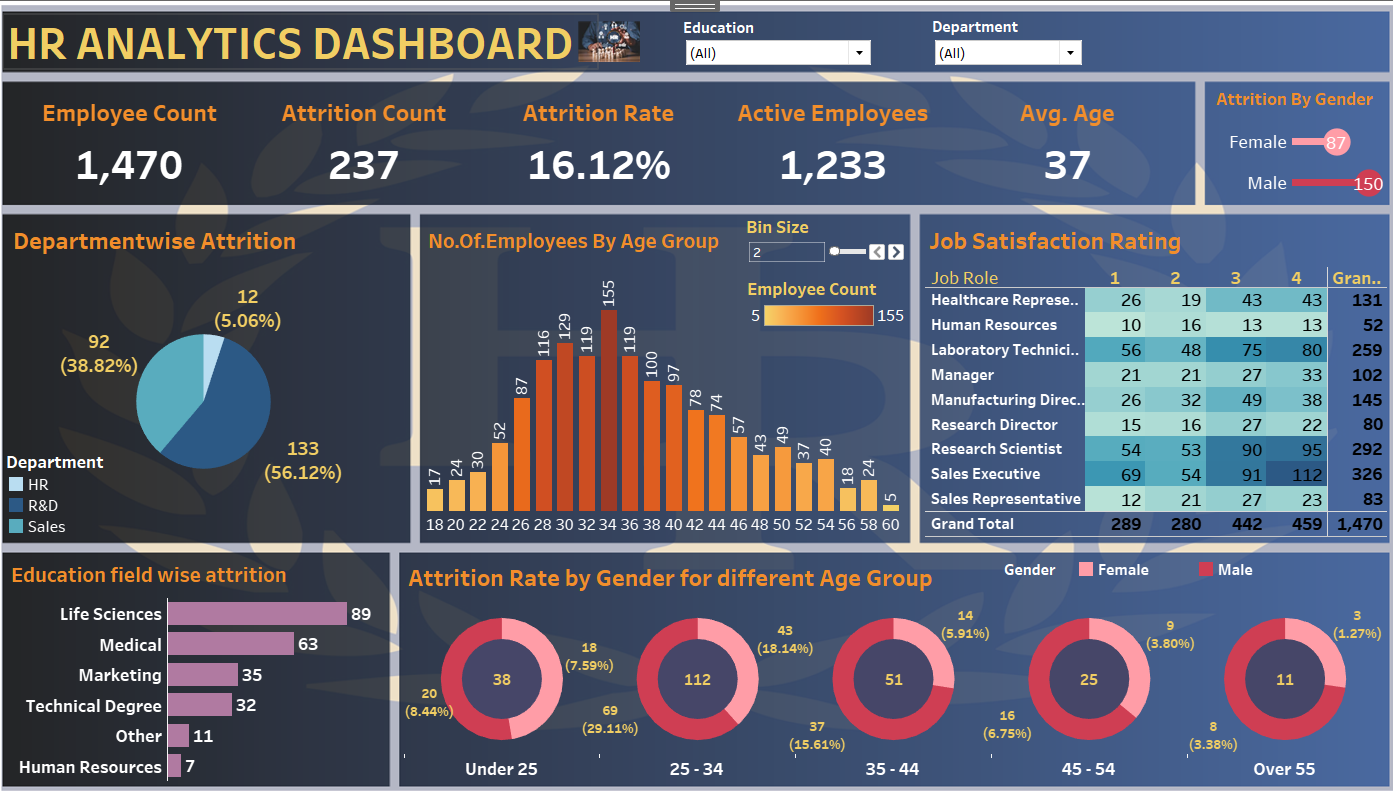 HR ANALYTICS DASHBOARD
Education
(All)
Department
(All)
Employee Count
1,470
Attrition Count
237
Attrition Rate
16.12%
Active Employees
1,233
Avg. Age
37
Attrition By Gender
Female 87
Male 150
Departmentwise Attrition
12
(5.06%)
92
(38.82%)
133
(56.12%)
Department
HR
R&D
Sales
No.Of.Employees By Age Group
Bin Size
2
Employee Count
5 155
17 24 30 52 87 116 129 119 155 119 100 97 78 74 57 43 49 37 40 18 24 5
18 20 22 24 26 28 30 32 34 36 38 40 42 44 46 48 50 52 54 56 58 60
Job Satisfaction Rating
Job Role 1 2 3 4 Gran..
Healthcare Represe.. 26 19 43 43 131
Human Resources 10 16 13 13 52
Laboratory Technici.. 56 48 75 80 259
Manager 21 21 27 33 102
Manufacturing Direc.. 26 32 49 38 145
Research Director 15 16 27 22 80
Research Scientist 54 53 90 95 292
Sales Executive 69 54 91 112 326
Sales Representative 12 21 27 23 83
Grand Total 289 280 442 459 1,470
Education field wise attrition
Life Sciences 89
Medical 63
Marketing 35
Technical Degree 32
Other 11
Human Resources 7
Attrition Rate by Gender for different Age Group
Gender Female Male
38
18
(7.59%)
20
(8.44%)
Under 25
112
43
(18.14%)
69
(29.11%)
25 - 34
51
14
(5.91%)
37
(15.61%)
35 - 44
25
9
(3.80%)
16
(6.75%)
45 - 54
11
3
(1.27%)
8
(3.38%)
Over 55
HR